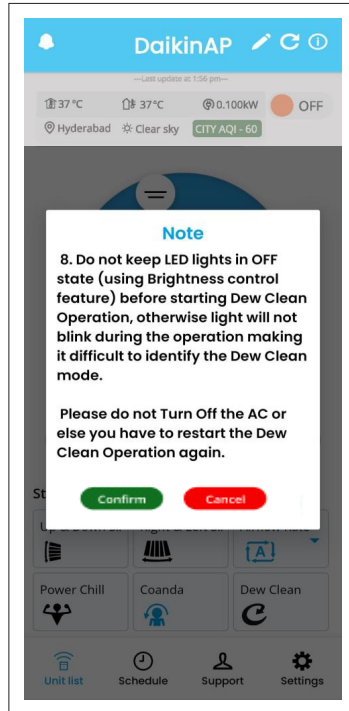 DaikinAP
---Last update at 1:56 pm---
37 °C 37°C 0.100kW OFF
Hyderabad Clear sky CITY AQI - 60
Note
8. Do not keep LED lights in OFF
state (using Brightness control
feature) before starting Dew Clean
Operation, otherwise light will not
blink during the operation making
it difficult to identify the Dew Clean
mode.
Please do not Turn Off the AC or
else you have to restart the Dew
Clean Operation again.
St
Confirm Cancel
A
Power Chill Coanda Dew Clean
Unit list Schedule Support Settings